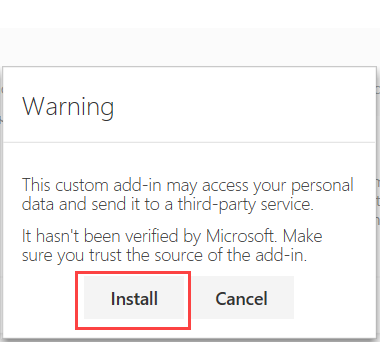 Warning
This custom add-in may access your personal
data and send it to a third-party service.
It hasn't been verified by Microsoft. Make
sure you trust the source of the add-in.
Install Cancel